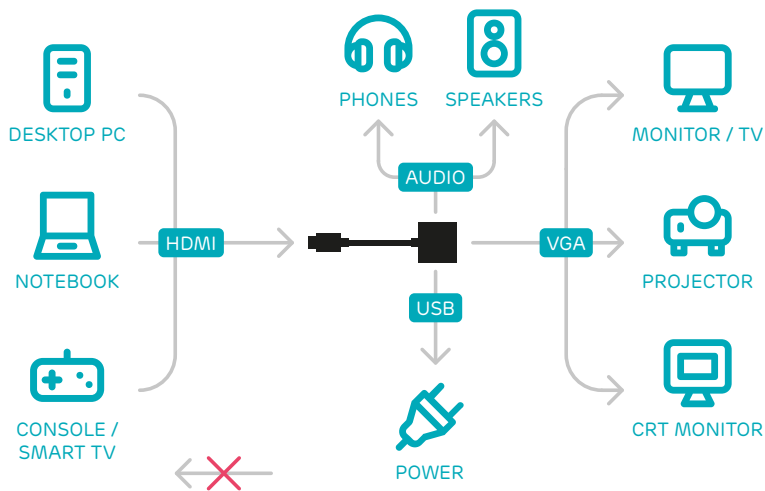 PHONES
SPEAKERS
DESKTOP PC
MONITOR / TV
AUDIO
HDMI
VGA
NOTEBOOK
PROJECTOR
USB
CONSOLE /
SMART TV
CRT MONITOR
POWER